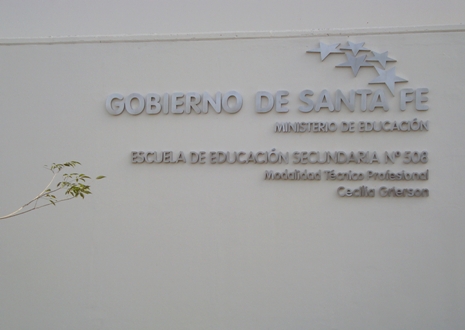 GOBIERNO DE SANTA FE
MINISTERIO DE EDUCACIÓN
ESCUELA DE EDUCACIÓN SECUNDARIA Nº 508
Modalidad Técnico Profesional
Cecilia Grierson